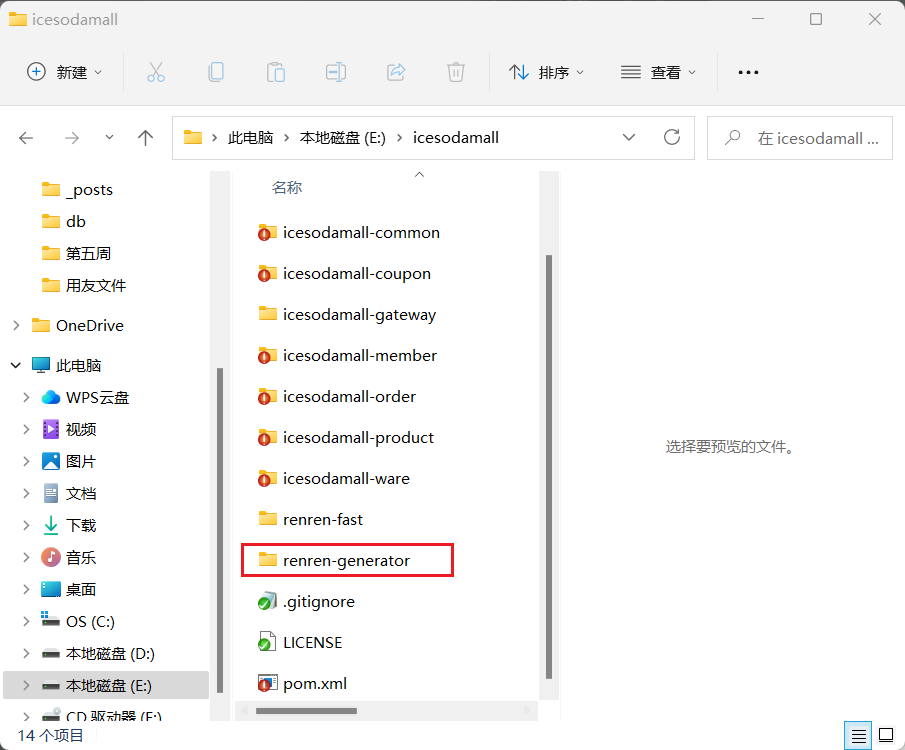 icesodamall
新建
排序
查看
此电脑
本地磁盘 (E:)
icesodamall
在 icesodamall ...
_posts
db
第五周
用友文件
OneDrive
此电脑
WPS云盘
视频
图片
文档
下载
音乐
桌面
OS (C:)
本地磁盘 (D:)
本地磁盘 (E:)
CD 驱动器 (F:)
名称
icesodamall-common
icesodamall-coupon
icesodamall-gateway
icesodamall-member
icesodamall-order
icesodamall-product
icesodamall-ware
renren-fast
renren-generator
.gitignore
LICENSE
pom.xml
选择要预览的文件。
14 个项目